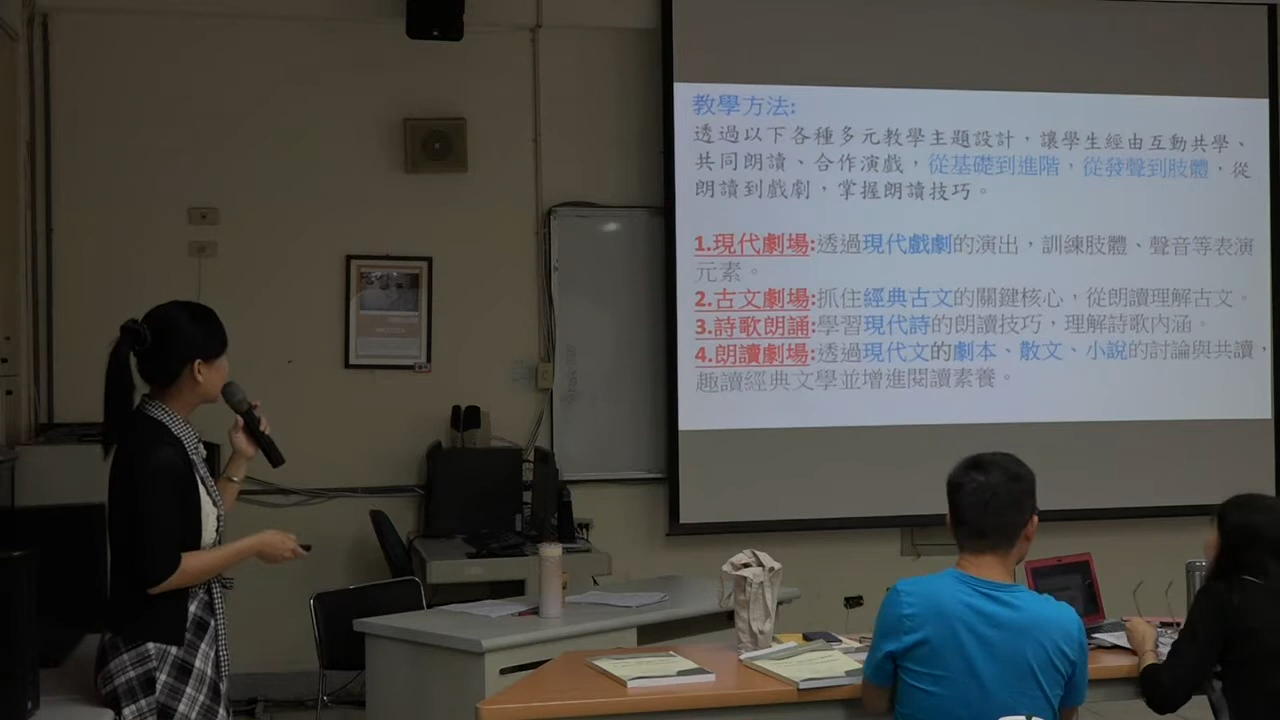 教學方法:
透過以下各種多元教學主題設計，讓學生經由互動共學、
共同朗讀、合作演戲，從基礎到進階，從發聲到肢體，從
朗讀到戲劇，掌握朗讀技巧。
1.現代劇場:透過現代戲劇的演出，訓練肢體、聲音等表演
元素。
2.古文劇場:抓住經典古文的關鍵核心，從朗讀理解古文。
3.詩歌朗誦:學習現代詩的朗讀技巧，理解詩歌內涵。
4.朗讀劇場:透過現代文的劇本、散文、小說的討論與共讀，
趣讀經典文學並增進閱讀素養。